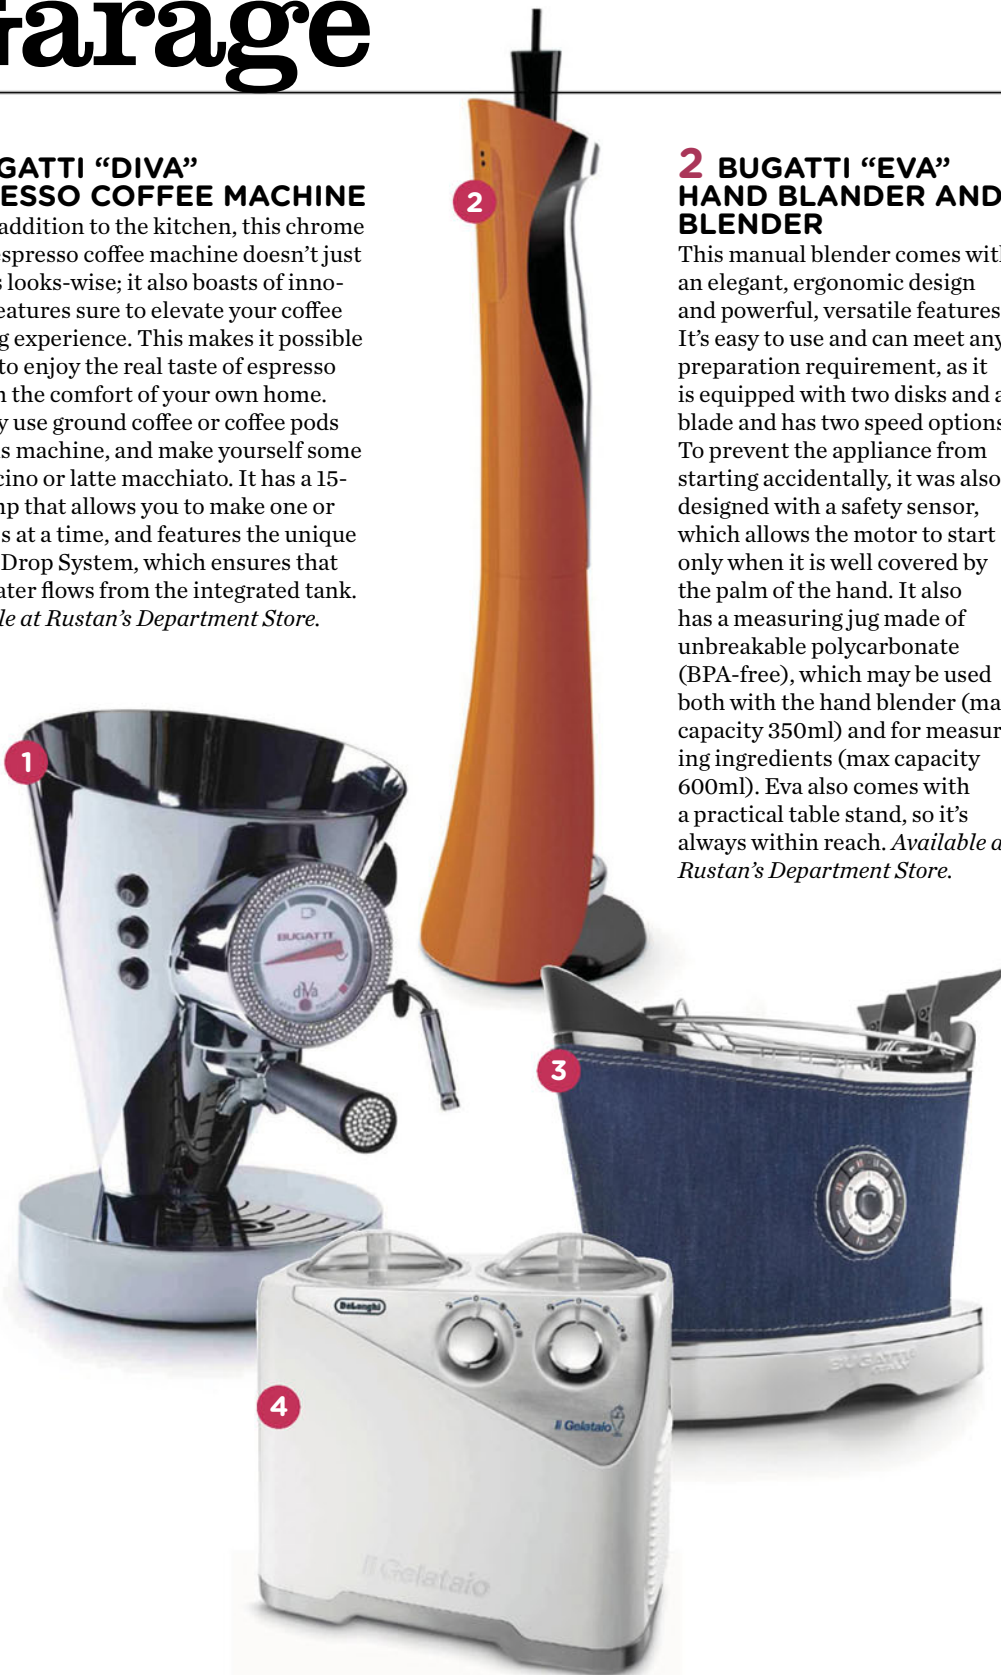 Garage
GATTI “DIVA”
ESSO COFFEE MACHINE
addition to the kitchen, this chrome
espresso coffee machine doesn’t just
s looks-wise; it also boasts of inno-
eatures sure to elevate your coffee
g experience. This makes it possible
to enjoy the real taste of espresso
n the comfort of your own home.
y use ground coffee or coffee pods
is machine, and make yourself some
cino or latte macchiato. It has a 15-
mp that allows you to make one or
s at a time, and features the unique
Drop System, which ensures that
ater flows from the integrated tank.
le at Rustan’s Department Store.
2 BUGATTI “EVA”
HAND BLANDER AND
BLENDER
This manual blender comes with
an elegant, ergonomic design
and powerful, versatile features
It’s easy to use and can meet any
preparation requirement, as it
is equipped with two disks and a
blade and has two speed options
To prevent the appliance from
starting accidentally, it was also
designed with a safety sensor,
which allows the motor to start
only when it is well covered by
the palm of the hand. It also
has a measuring jug made of
unbreakable polycarbonate
(BPA-free), which may be used
both with the hand blender (ma
capacity 350ml) and for measur
ing ingredients (max capacity
600ml). Eva also comes with
a practical table stand, so it’s
always within reach. Available a
Rustan’s Department Store.
2
1
BUGATTI
diva
3
BUGATTI
DeLonghi
4
Il Gelataio
Il Gelataio